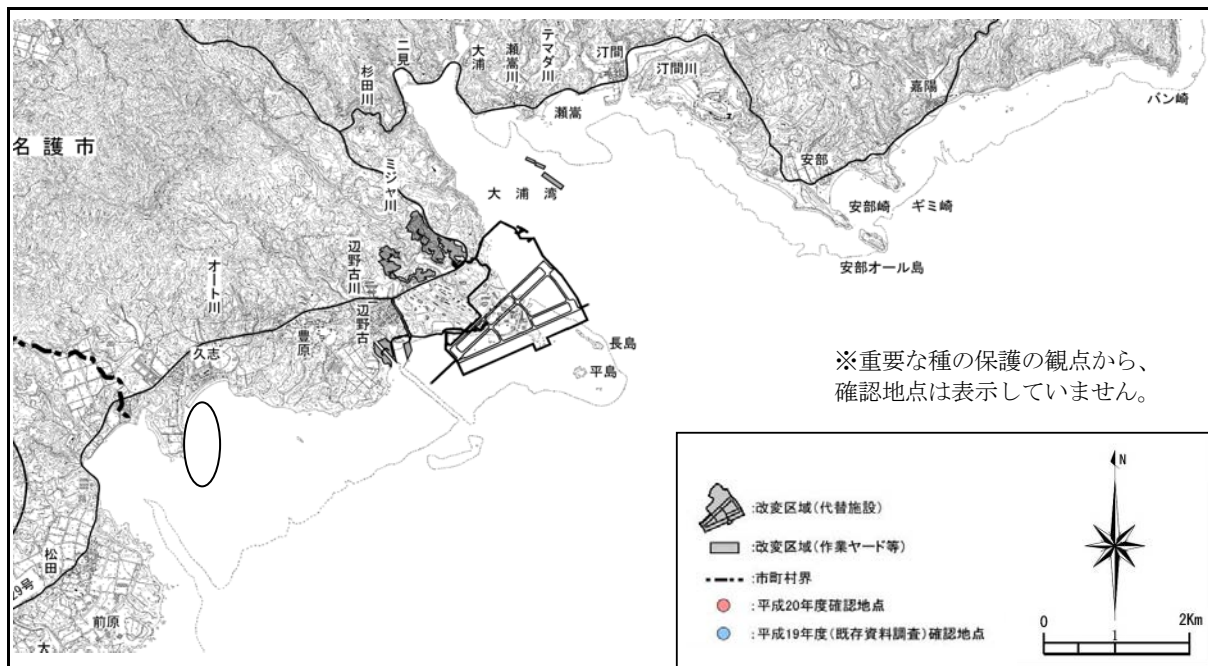 二見
大浦
瀬嵩川
テマダ川
汀間
汀間川
嘉陽
バン崎
杉田川
瀬嵩
名護市
ミジャ川
大浦湾
安部
安部崎
ギミ崎
安部オール島
辺野古川
オート川
辺野古
豊原
久志
長島
平島
※重要な種の保護の観点から、
確認地点は表示していません。
松田
29号
前原
大
:改変区域(代替施設)
:改変区域(作業ヤード等)
:市町村界
:平成20年度確認地点
:平成19年度(既存資料調査)確認地点
N
0 1 2Km